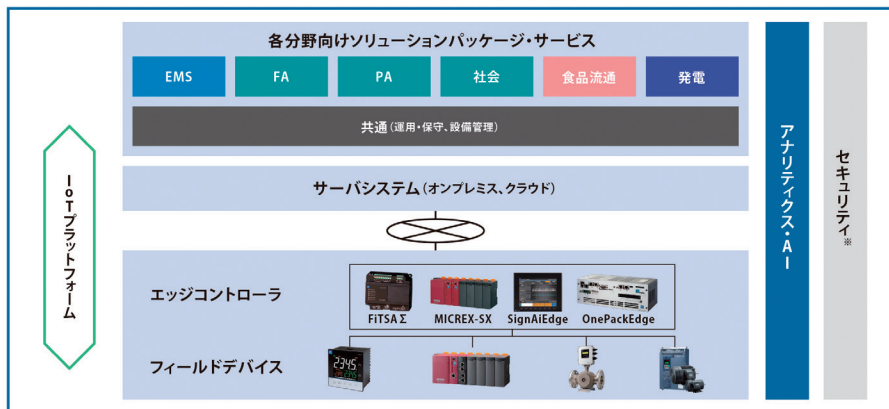 各分野向けソリューションパッケージ・サービス
EMS
FA
PA
社会
食品流通
発電
共通(運用・保守、設備管理)
サーバシステム(オンプレミス、クラウド)
エッジコントローラ
FiTSAΣ
MICREX-SX
SignAiEdge
OnePackEdge
フィールドデバイス
2345
IoTプラットフォーム
アナリティクス・AI
セキュリティ※